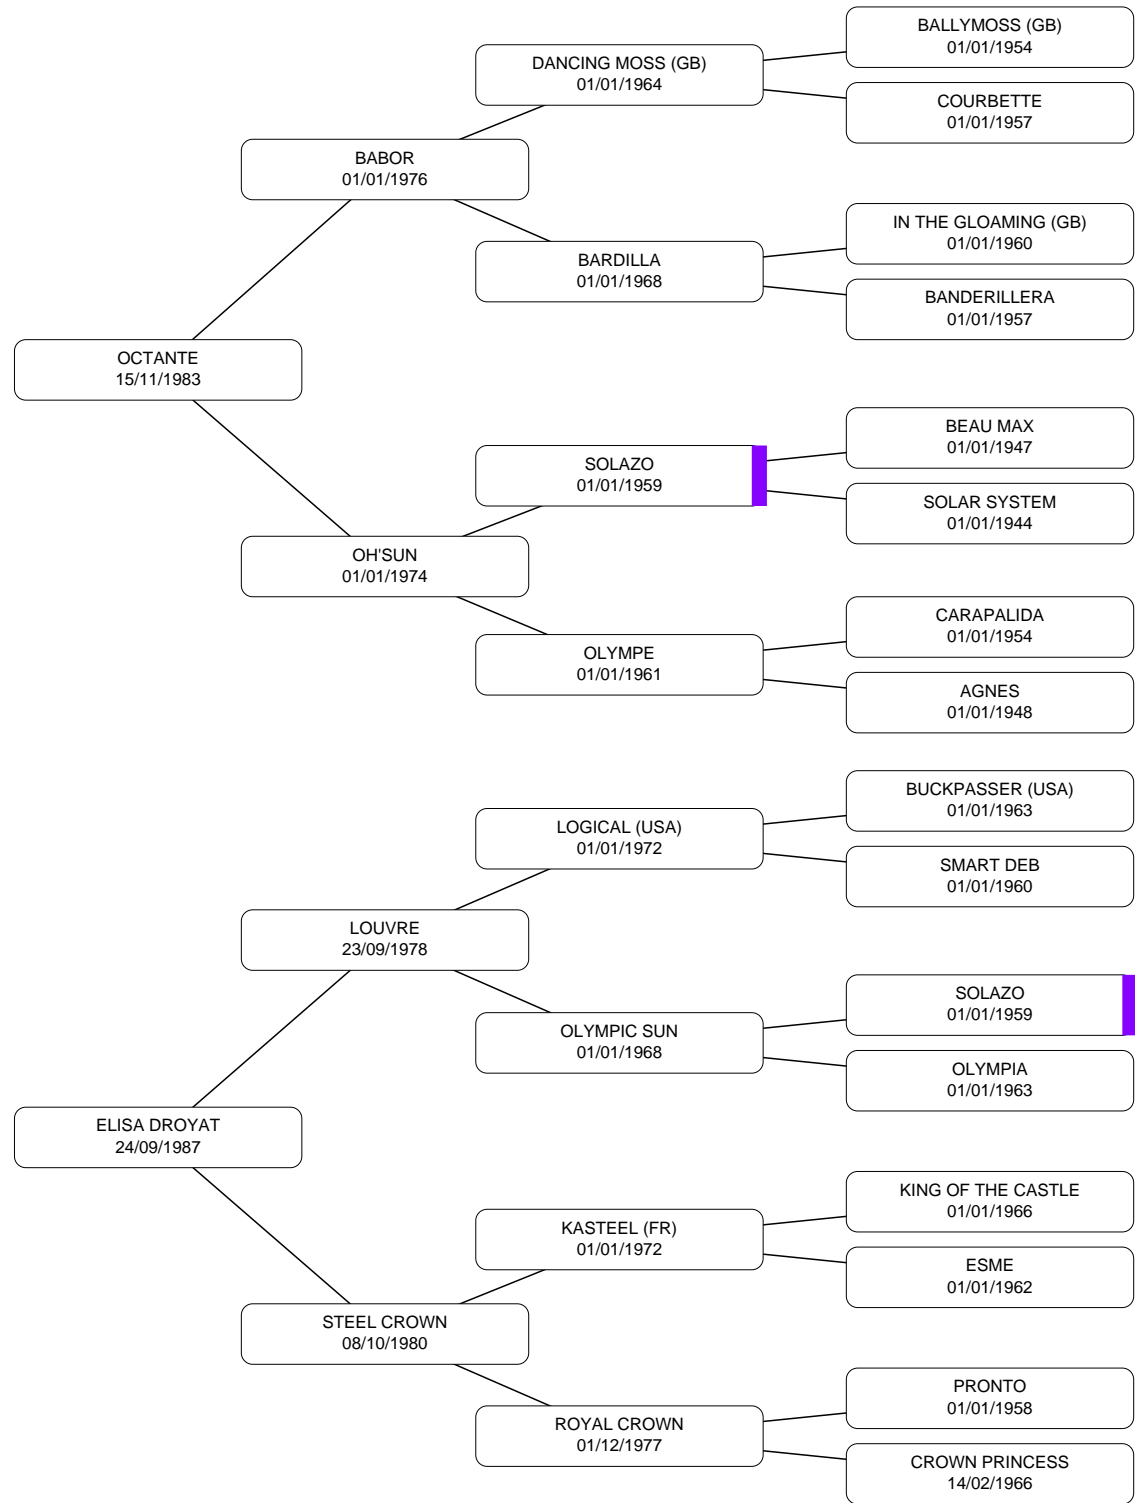 BALLYMOSS (GB)
01/01/1954
DANCING MOSS (GB)
01/01/1964
COURBETTE
01/01/1957
BABOR
01/01/1976
IN THE GLOAMING (GB)
01/01/1960
BARDILLA
01/01/1968
BANDERILLERA
01/01/1957
OCTANTE
15/11/1983
BEAU MAX
01/01/1947
SOLAZO
01/01/1959
SOLAR SYSTEM
01/01/1944
OH'SUN
01/01/1974
CARAPALIDA
01/01/1954
OLYMPE
01/01/1961
AGNES
01/01/1948
BUCKPASSER (USA)
01/01/1963
LOGICAL (USA)
01/01/1972
SMART DEB
01/01/1960
LOUVRE
23/09/1978
SOLAZO
01/01/1959
OLYMPIC SUN
01/01/1968
OLYMPIA
01/01/1963
ELISA DROYAT
24/09/1987
KING OF THE CASTLE
01/01/1966
KASTEEL (FR)
01/01/1972
ESME
01/01/1962
STEEL CROWN
08/10/1980
PRONTO
01/01/1958
ROYAL CROWN
01/12/1977
CROWN PRINCESS
14/02/1966